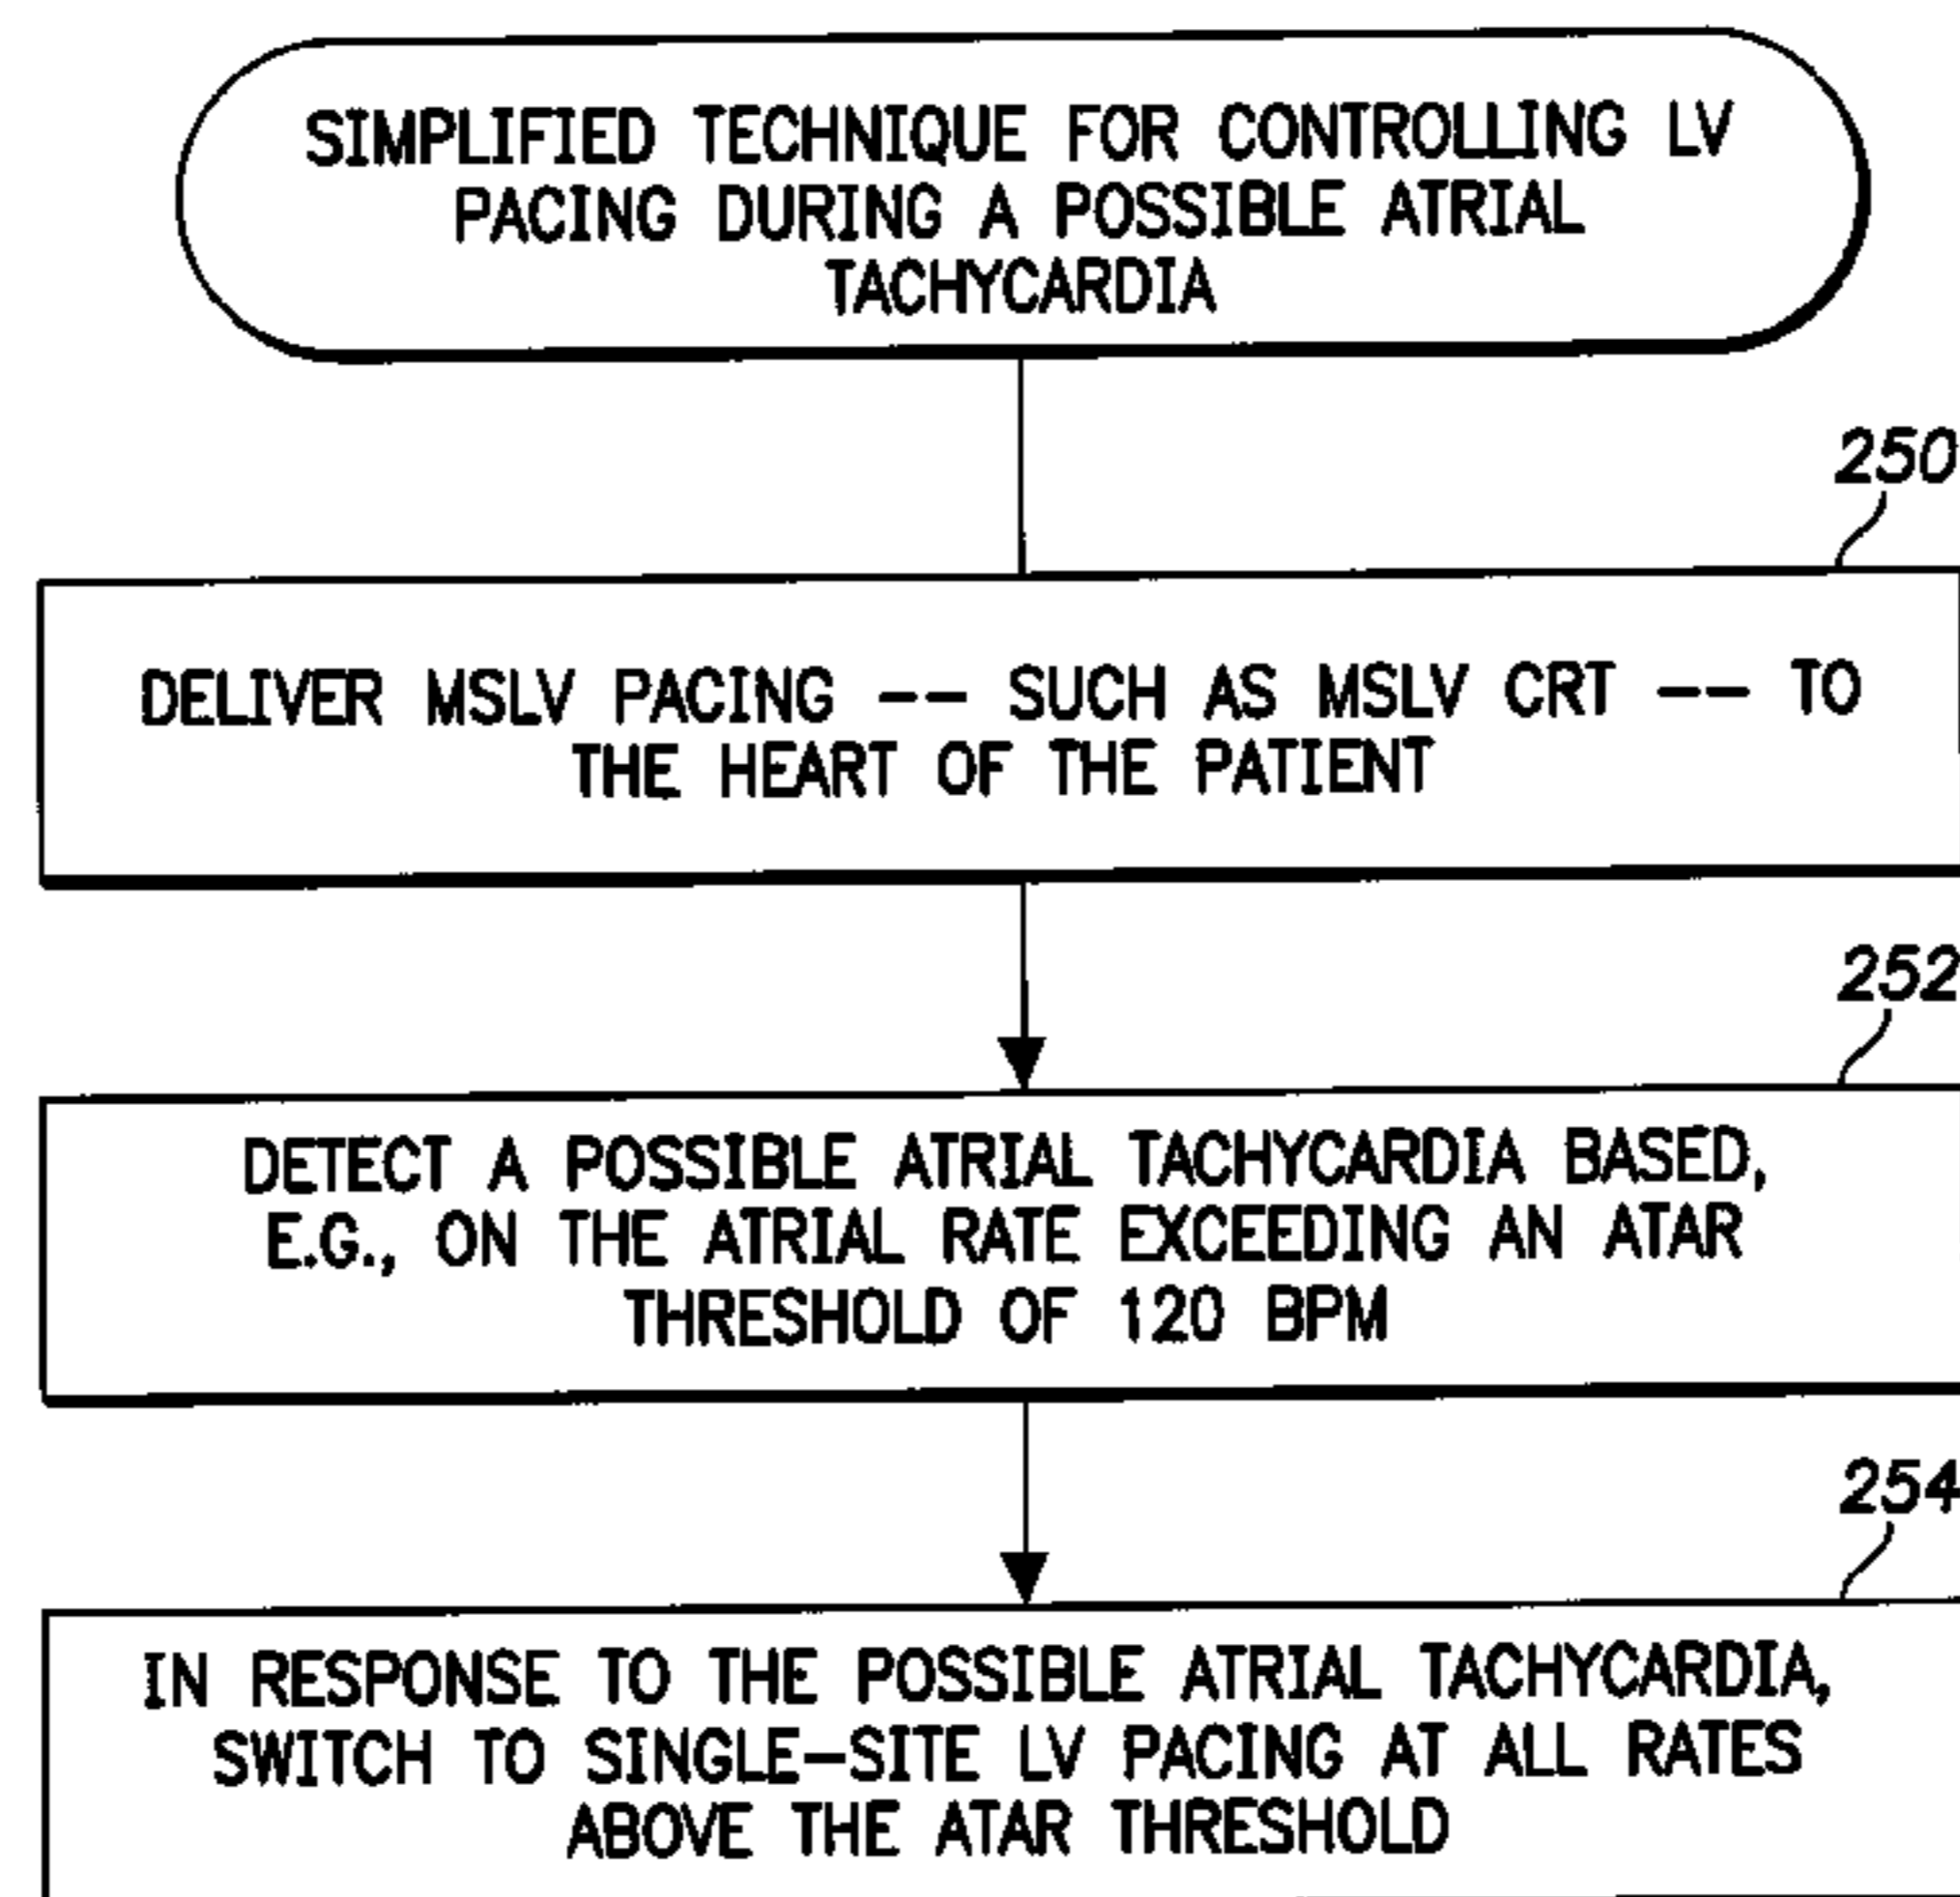 SIMPLIFIED TECHNIQUE FOR CONTROLLING LV
PACING DURING A POSSIBLE ATRIAL
TACHYCARDIA
250
DELIVER MSLV PACING -- SUCH AS MSLV CRT -- TO
THE HEART OF THE PATIENT
252
DETECT A POSSIBLE ATRIAL TACHYCARDIA BASED,
E.G., ON THE ATRIAL RATE EXCEEDING AN ATAR
THRESHOLD OF 120 BPM
254
IN RESPONSE TO THE POSSIBLE ATRIAL TACHYCARDIA,
SWITCH TO SINGLE-SITE LV PACING AT ALL RATES
ABOVE THE ATAR THRESHOLD